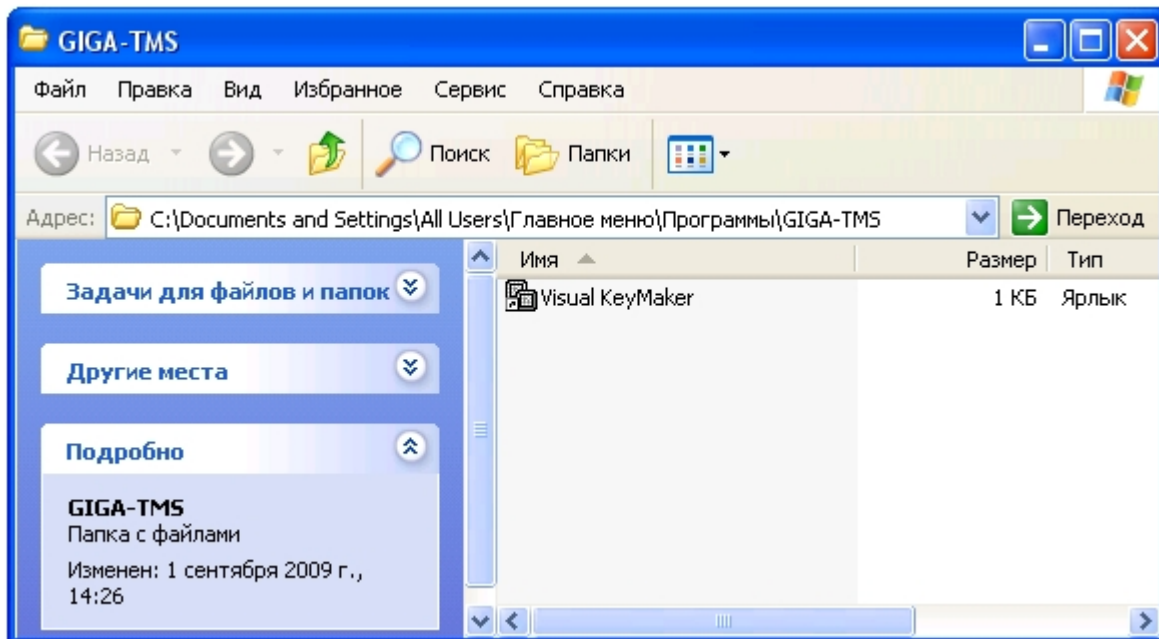 GIGA-TMS
Файл Правка Вид Избранное Сервис Справка
Назад Поиск Папки
Адрес: C:\Documents and Settings\All Users\Главное меню\Программы\GIGA-TMS Переход
Имя Размер Тип
Задачи для файлов и папок
Visual KeyMaker 1 КБ Ярлык
Другие места
Подробно
GIGA-TMS
Папка с файлами
Изменен: 1 сентября 2009 г.,
14:26